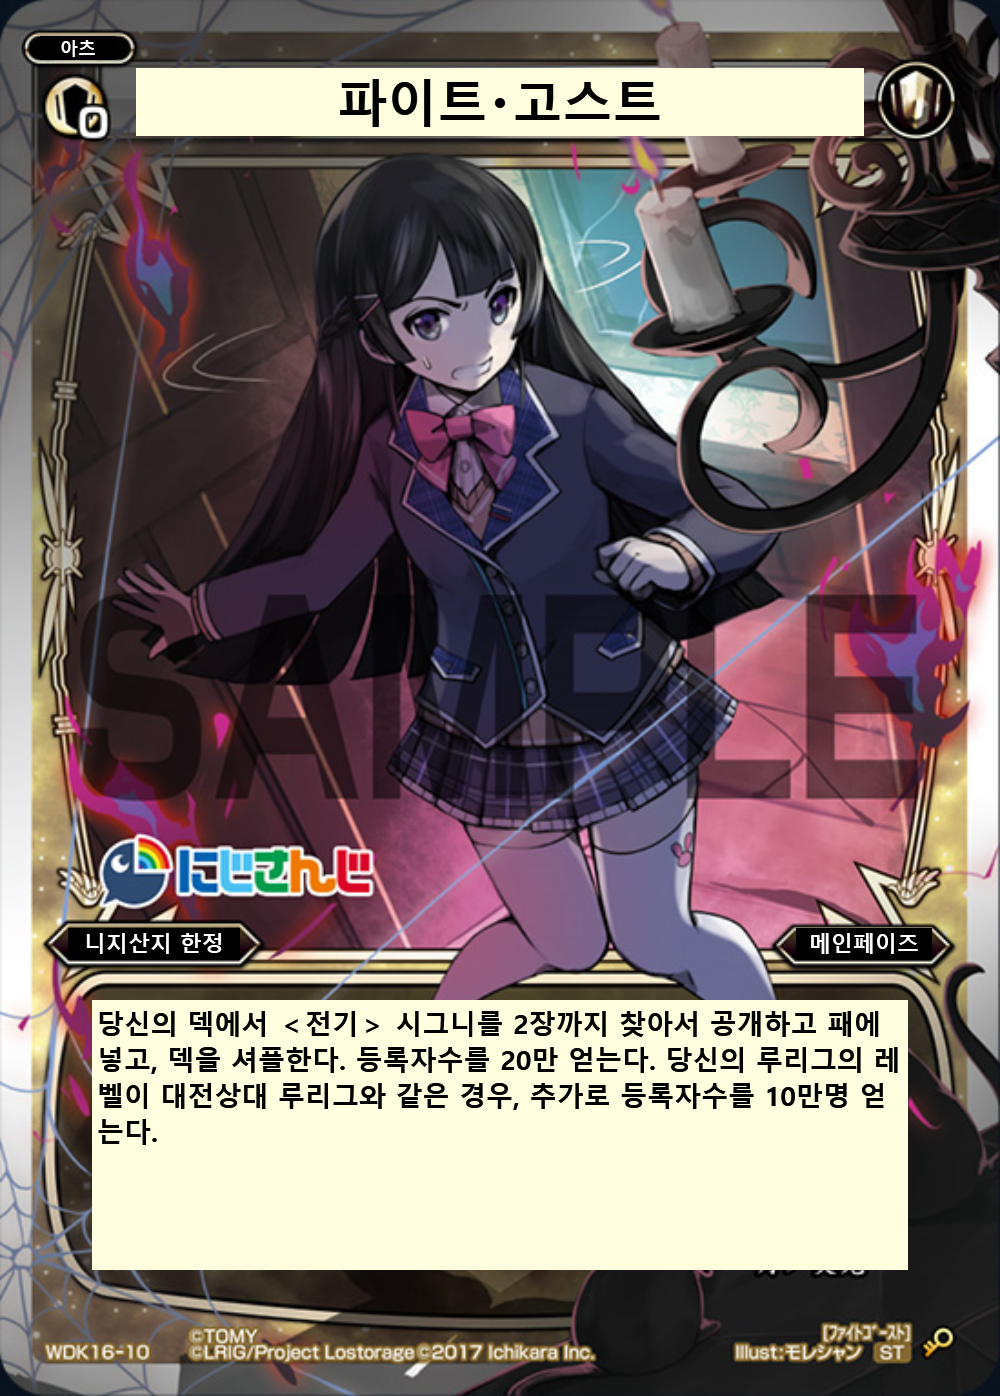 아츠
0
파이트·고스트
SAMPLE
にじさんじ
니지산지 한정
메인페이즈
당신의 덱에서 <전기> 시그니를 2장까지 찾아서 공개하고 패에
넣고, 덱을 셔플한다. 등록자수를 20만 얻는다. 당신의 루리그의 레
벨이 대전상대 루리그와 같은 경우, 추가로 등록자수를 10만명 얻
는다.
[ファイトゴースト]
©TOMY
WDK16-10 ©LRIG/Project Lostorage ©2017 Ichikara Inc. Illust:モレシャン ST